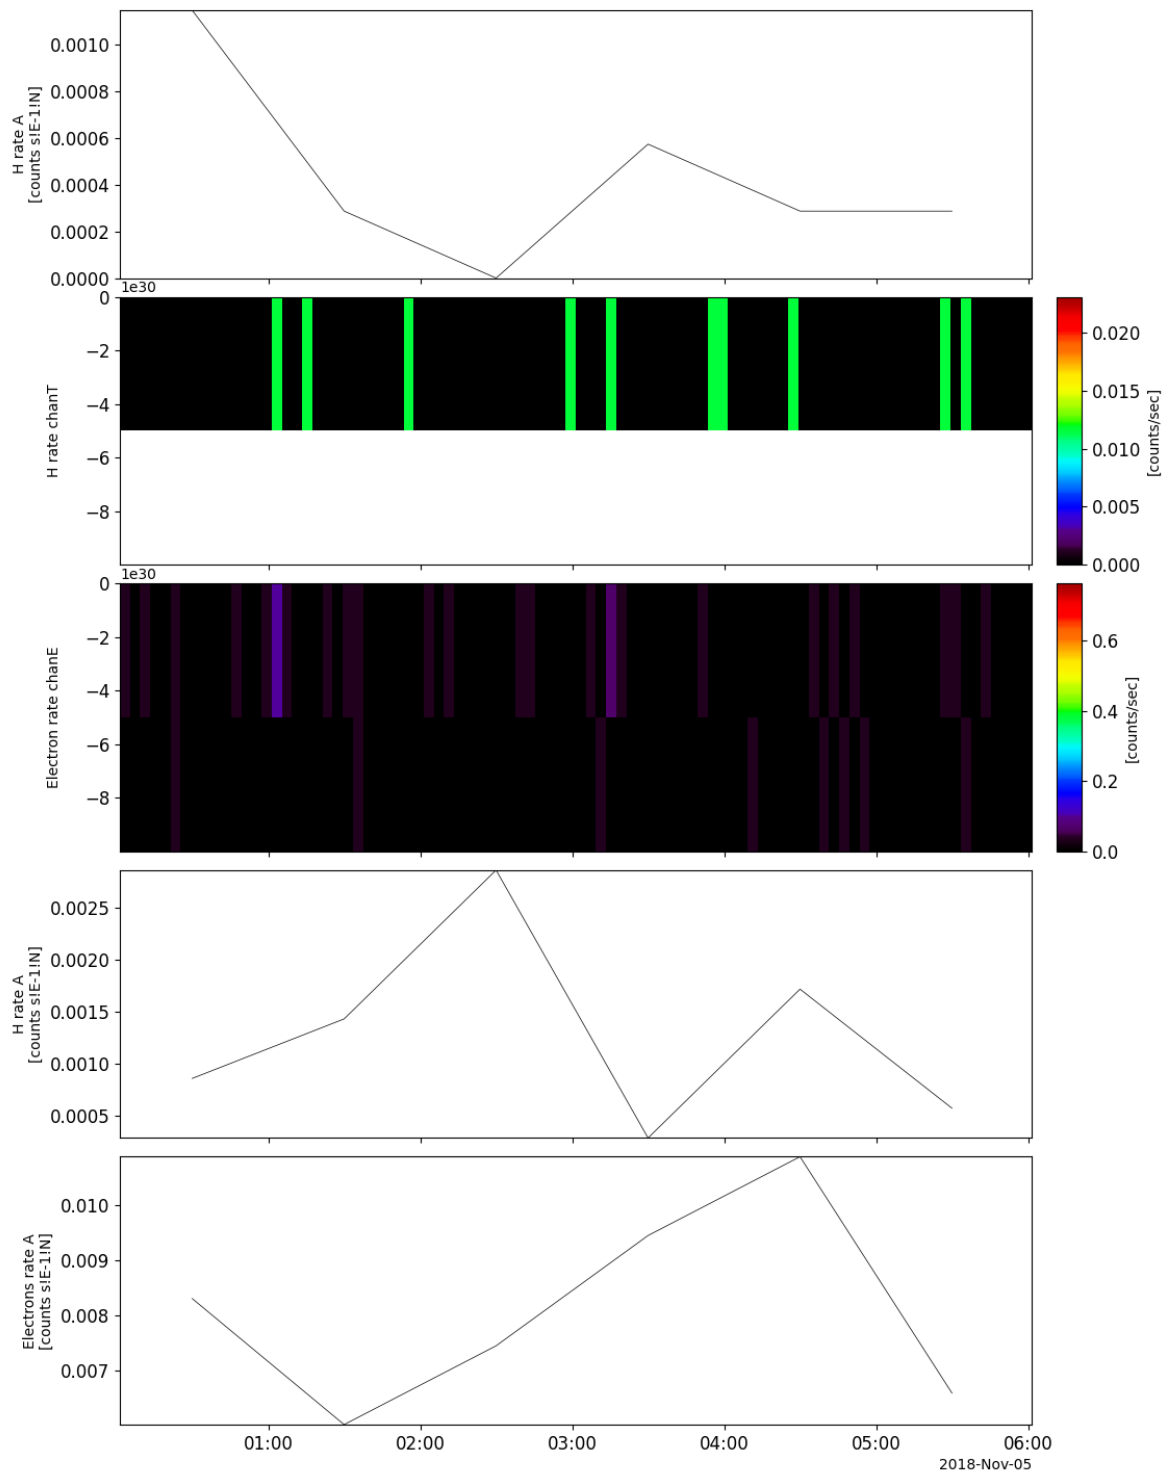 0.0010
0.0008
0.0006
0.0004
0.0002
0.0000
H rate A
[counts s!E-1!N]
1e30
0
−2
−4
−6
−8
H rate chanT
0.020
0.015
0.010
0.005
0.000
[counts/sec]
1e30
0
−2
−4
−6
−8
Electron rate chanE
0.6
0.4
0.2
0.0
[counts/sec]
0.0025
0.0020
0.0015
0.0010
0.0005
H rate A
[counts s!E-1!N]
0.010
0.009
0.008
0.007
Electrons rate A
[counts s!E-1!N]
01:00 02:00 03:00 04:00 05:00 06:00
2018-Nov-05